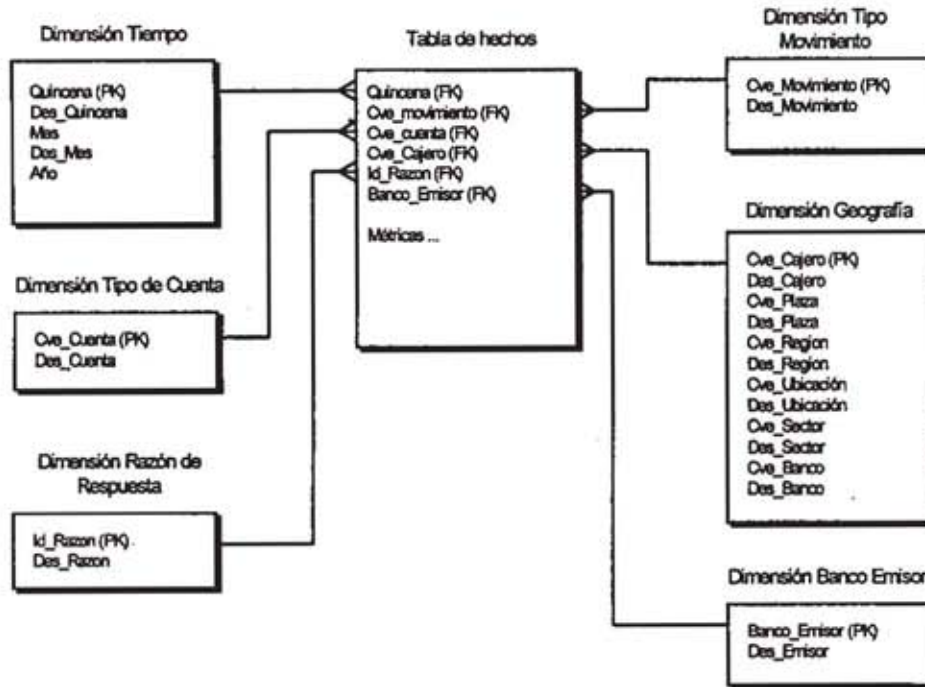 Dimensión Tiempo
Quincena (PK)
Des_Quincena
Mes
Des_Mes
Año
Dimensión Tipo de Cuenta
Cve_Cuenta (PK)
Des_Cuenta
Dimensión Razón de
Respuesta
Id_Razon (PK)
Des_Razon
Tabla de hechos
Quincena (FK)
Cve_movimiento (FK)
Cve_cuenta (FK)
Cve_Cajero (FK)
Id_Razon (FK)
Banco_Emisor (FK)
Métricas ...
Dimensión Tipo
Movimiento
Cve_Movimiento (PK)
Des_Movimiento
Dimensión Geografía
Cve_Cajero (PK)
Des_Cajero
Cve_Plaza
Des_Plaza
Cve_Region
Des_Region
Cve_Ubicación
Des_Ubicación
Cve_Sector
Des_Sector
Cve_Banco
Des_Banco
Dimensión Banco Emisor
Banco_Emisor (PK)
Des_Emisor